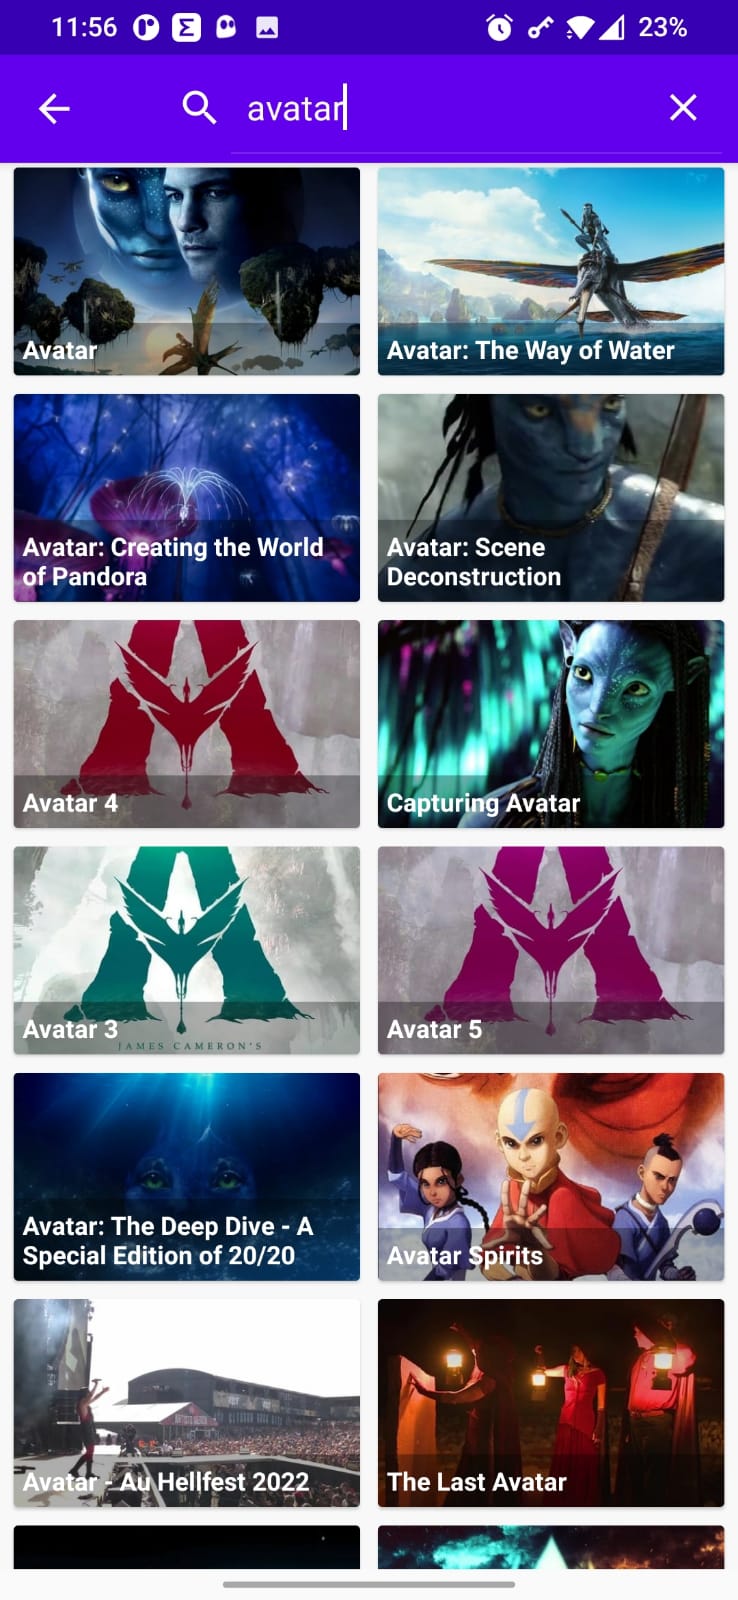 11:56
23%
avatar
Avatar
Avatar: The Way of Water
Avatar: Creating the World
of Pandora
Avatar: Scene
Deconstruction
Avatar 4
Capturing Avatar
Avatar 3
JAMES CAMERON'S
Avatar 5
Avatar: The Deep Dive - A
Special Edition of 20/20
Avatar Spirits
Avatar - Au Hellfest 2022
The Last Avatar